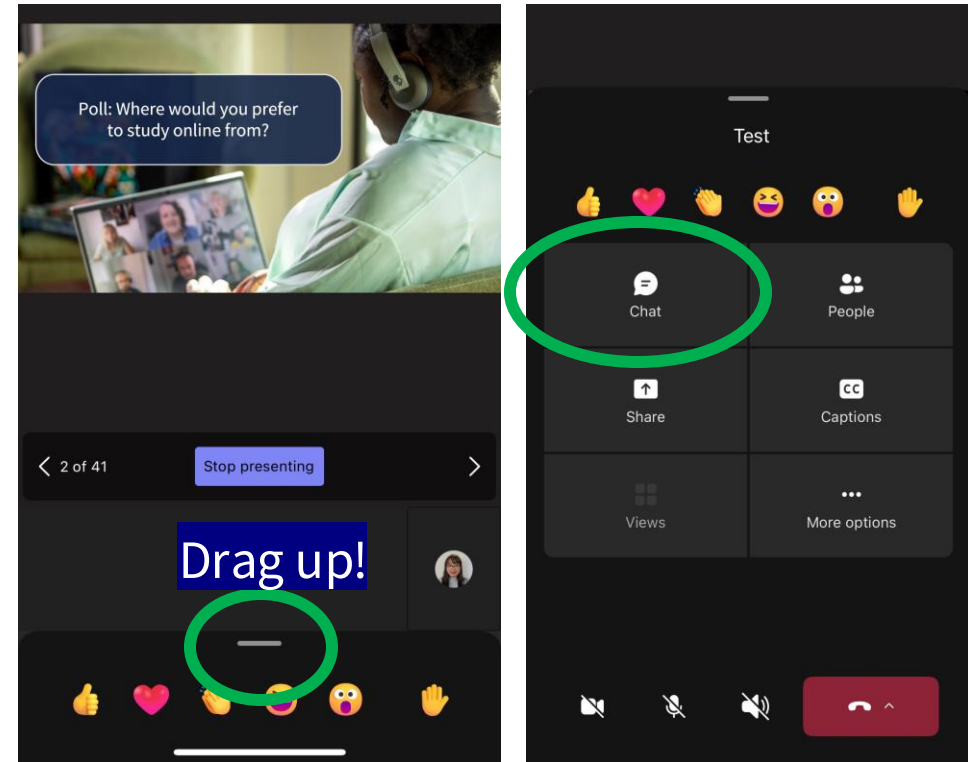 Poll: Where would you prefer
to study online from?
2 of 41
Stop presenting
Drag up!
Test
Chat
People
Share
CC
Captions
Views
More options